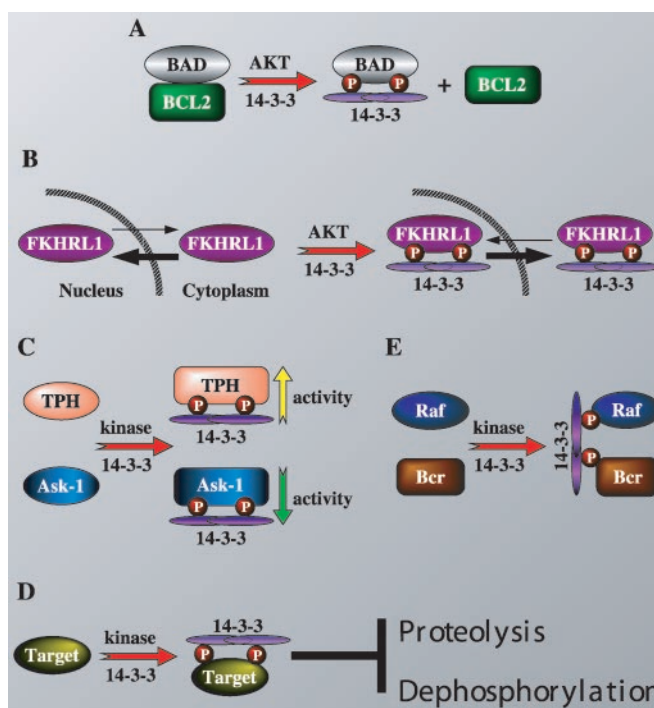 A
BAD
BCL2
AKT
14-3-3
BAD
P P
14-3-3
+
BCL2
B
FKHRL1
FKHRL1
Nucleus
Cytoplasm
AKT
14-3-3
FKHRL1
P P
14-3-3
FKHRL1
P P
14-3-3
C
TPH
Ask-1
kinase
14-3-3
TPH
P P
14-3-3
activity
Ask-1
P P
14-3-3
activity
E
Raf
Bcr
kinase
14-3-3
14-3-3
P
Raf
P
Bcr
D
Target
kinase
14-3-3
14-3-3
P P
Target
Proteolysis
Dephosphorylation